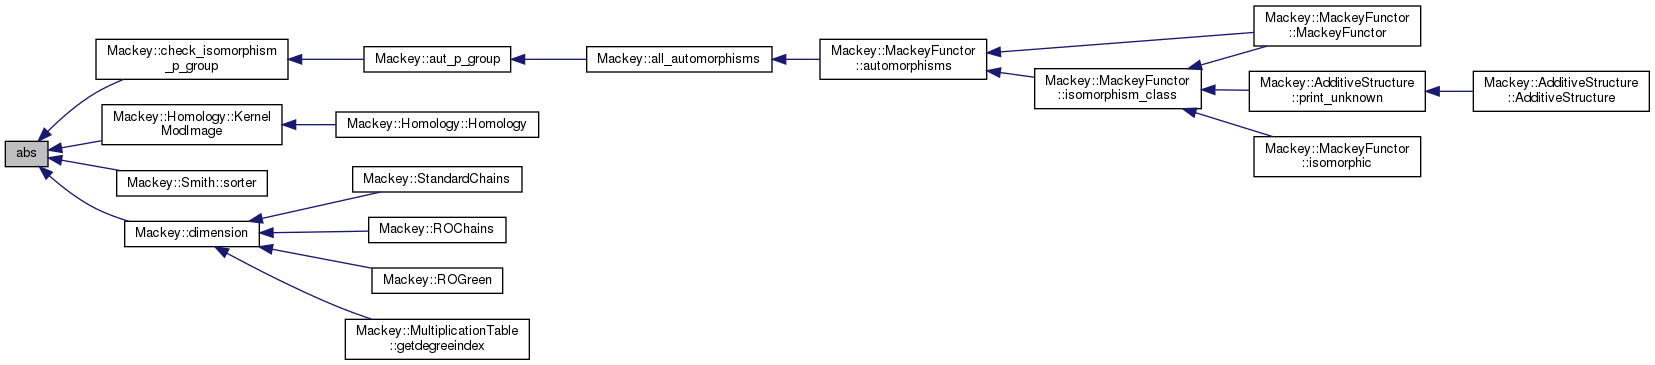 abs
Mackey::check_isomorphism
_p_group
Mackey::aut_p_group
Mackey::all_automorphisms
Mackey::MackeyFunctor
::automorphisms
Mackey::MackeyFunctor
::MackeyFunctor
Mackey::MackeyFunctor
::isomorphism_class
Mackey::AdditiveStructure
::print_unknown
Mackey::AdditiveStructure
::AdditiveStructure
Mackey::MackeyFunctor
::isomorphic
Mackey::Homology::Kernel
ModImage
Mackey::Homology::Homology
Mackey::Smith::sorter
Mackey::dimension
Mackey::StandardChains
Mackey::ROChains
Mackey::ROGreen
Mackey::MultiplicationTable
::getdegreeindex